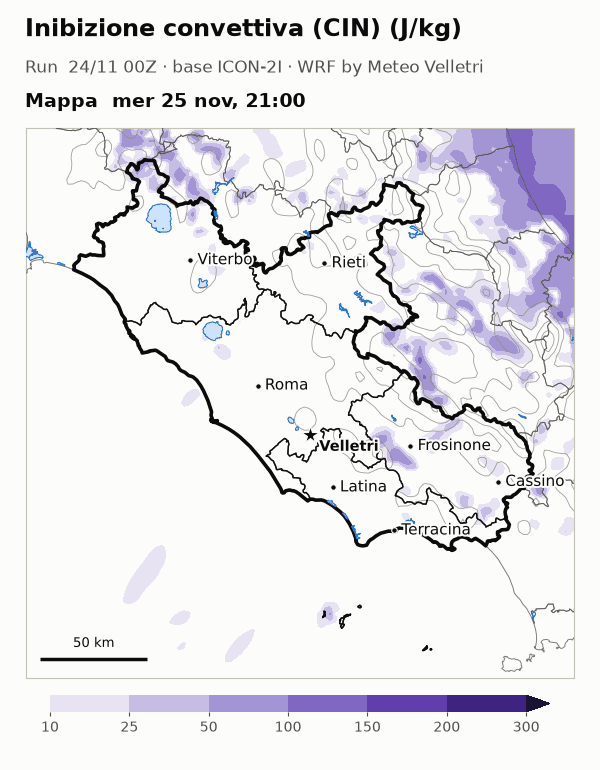 Inibizione convettiva (CIN) (J/kg)
Run  24/11 00Z · base ICON-2I · WRF by Meteo Velletri
Mappa  mer 25 nov, 21:00
Viterbo
Rieti
Roma
Velletri
Frosinone
Cassino
Latina
Terracina
50 km
10 25 50 100 150 200 300